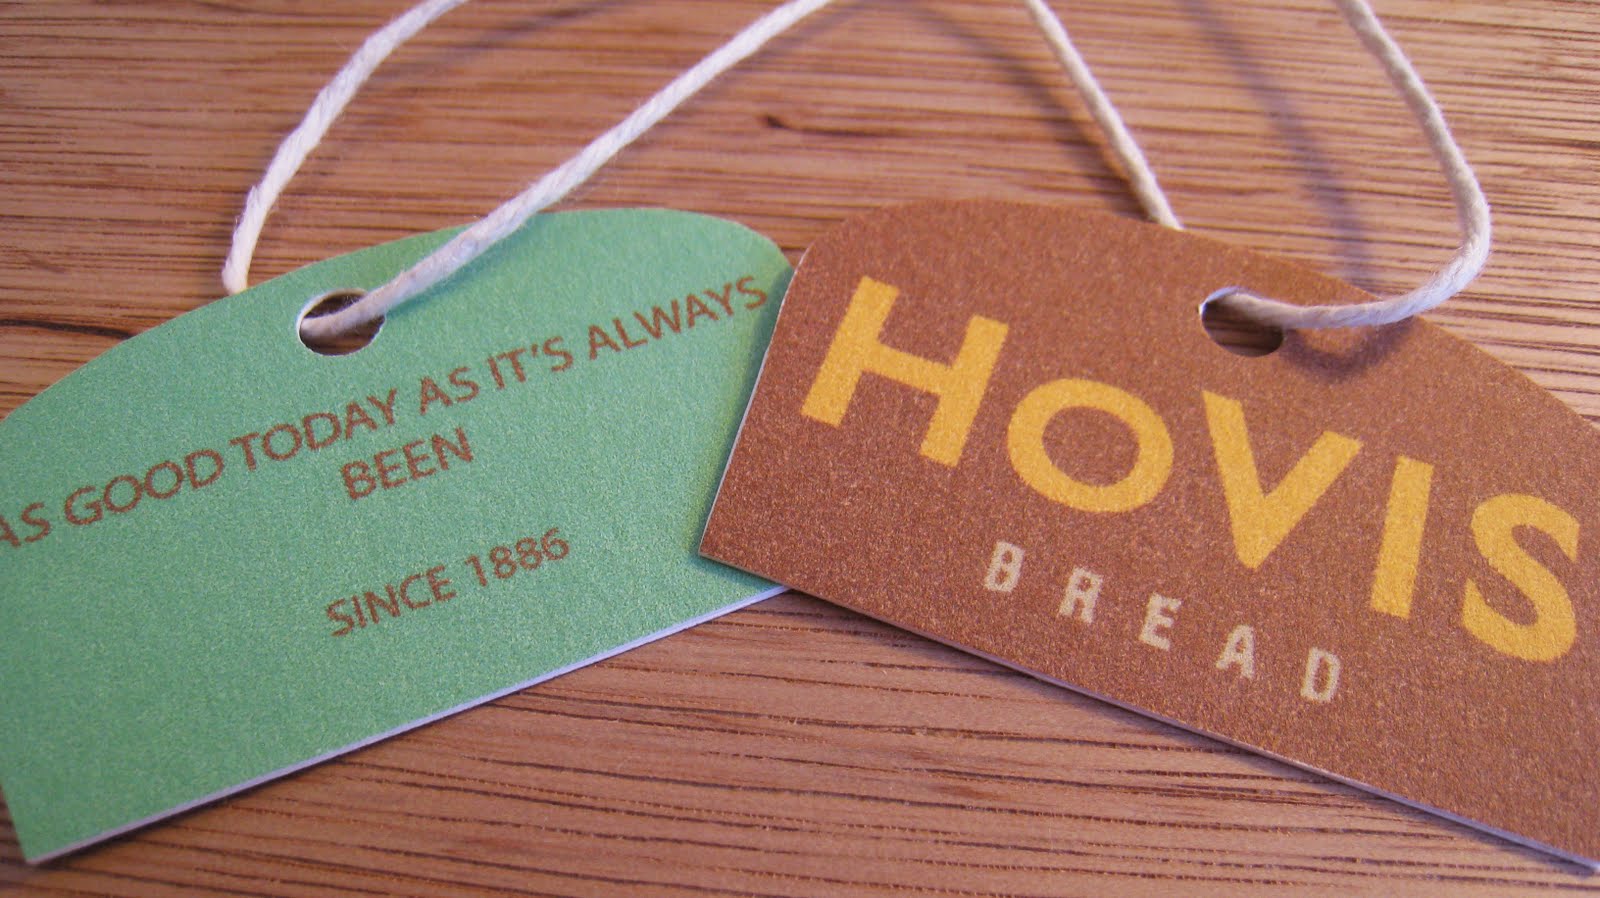 AS GOOD TODAY AS IT'S ALWAYS
BEEN
SINCE 1886
HOVIS
BREAD